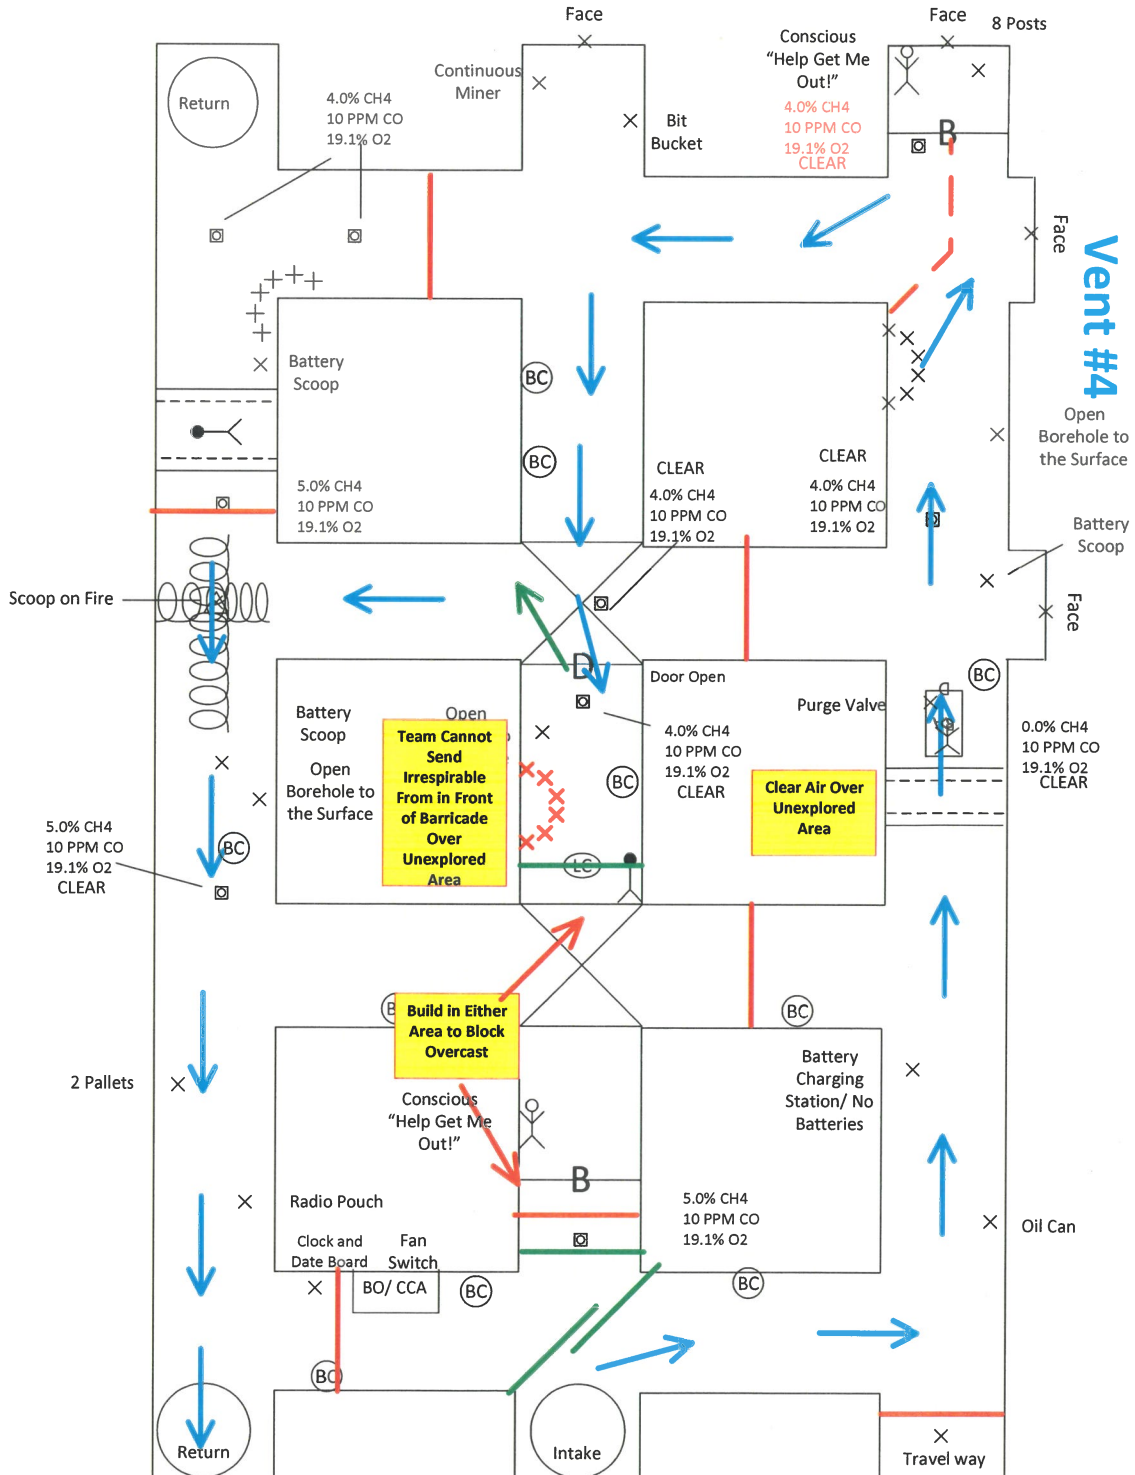 Face
Face
8 Posts
Conscious
“Help Get Me
Out!”
4.0% CH4
10 PPM CO
19.1% O2
CLEAR
Continuous
Miner
Return
4.0% CH4
10 PPM CO
19.1% O2
Bit
Bucket
B
Face
Vent #4
Battery
Scoop
BC
BC
Open
Borehole to
the Surface
CLEAR
4.0% CH4
10 PPM CO
19.1% O2
CLEAR
4.0% CH4
10 PPM CO
19.1% O2
5.0% CH4
10 PPM CO
19.1% O2
Battery
Scoop
Scoop on Fire
Face
D
Door Open
BC
Purge Valve
D
B
0.0% CH4
10 PPM CO
19.1% O2
CLEAR
Battery
Scoop
Open
Open
Borehole to
the Surface
Team Cannot
Send
Irrespirable
From in Front
of Barricade
Over
Unexplored
Area
4.0% CH4
10 PPM CO
19.1% O2
CLEAR
BC
Clear Air Over
Unexplored
Area
5.0% CH4
10 PPM CO
19.1% O2
CLEAR
BC
LC
Build in Either
Area to Block
Overcast
BC
2 Pallets
Battery
Charging
Station/ No
Batteries
Conscious
“Help Get Me
Out!”
B
Radio Pouch
5.0% CH4
10 PPM CO
19.1% O2
Oil Can
Clock and
Date Board
Fan
Switch
BO/ CCA
BC
BC
BC
Return
Intake
Travel way